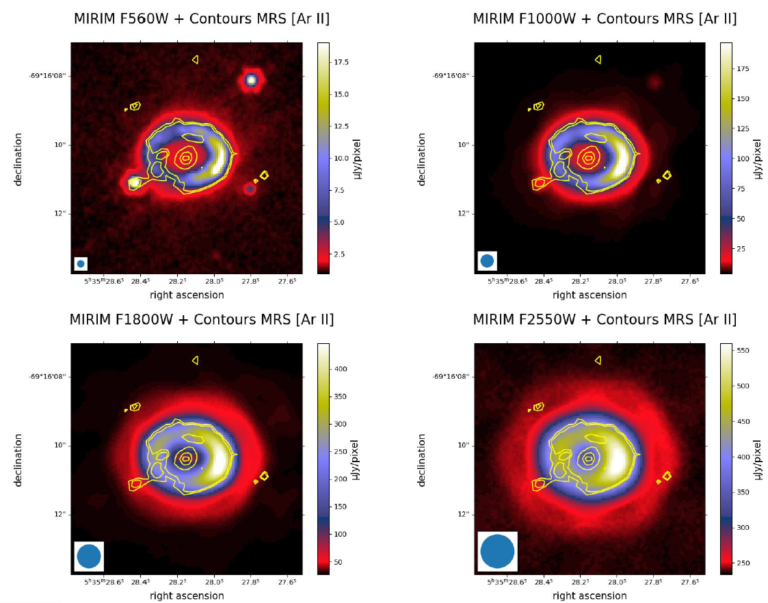 MIRIM F560W + Contours MRS [Ar II]
17.5
15.0
12.5
10.0
7.5
5.0
2.5
µJy/pixel
-69°16'08"
10"
12"
declination
5ʰ35ᵐ28.6ˢ 28.4ˢ 28.2ˢ 28.0ˢ 27.8ˢ 27.6ˢ
right ascension
MIRIM F1000W + Contours MRS [Ar II]
175
150
125
100
75
50
25
µJy/pixel
-69°16'08"
10"
12"
declination
5ʰ35ᵐ28.6ˢ 28.4ˢ 28.2ˢ 28.0ˢ 27.8ˢ 27.6ˢ
right ascension
MIRIM F1800W + Contours MRS [Ar II]
400
350
300
250
200
150
100
50
µJy/pixel
-69°16'08"
10"
12"
declination
5ʰ35ᵐ28.6ˢ 28.4ˢ 28.2ˢ 28.0ˢ 27.8ˢ 27.6ˢ
right ascension
MIRIM F2550W + Contours MRS [Ar II]
550
500
450
400
350
300
250
µJy/pixel
-69°16'08"
10"
12"
declination
5ʰ35ᵐ28.6ˢ 28.4ˢ 28.2ˢ 28.0ˢ 27.8ˢ 27.6ˢ
right ascension